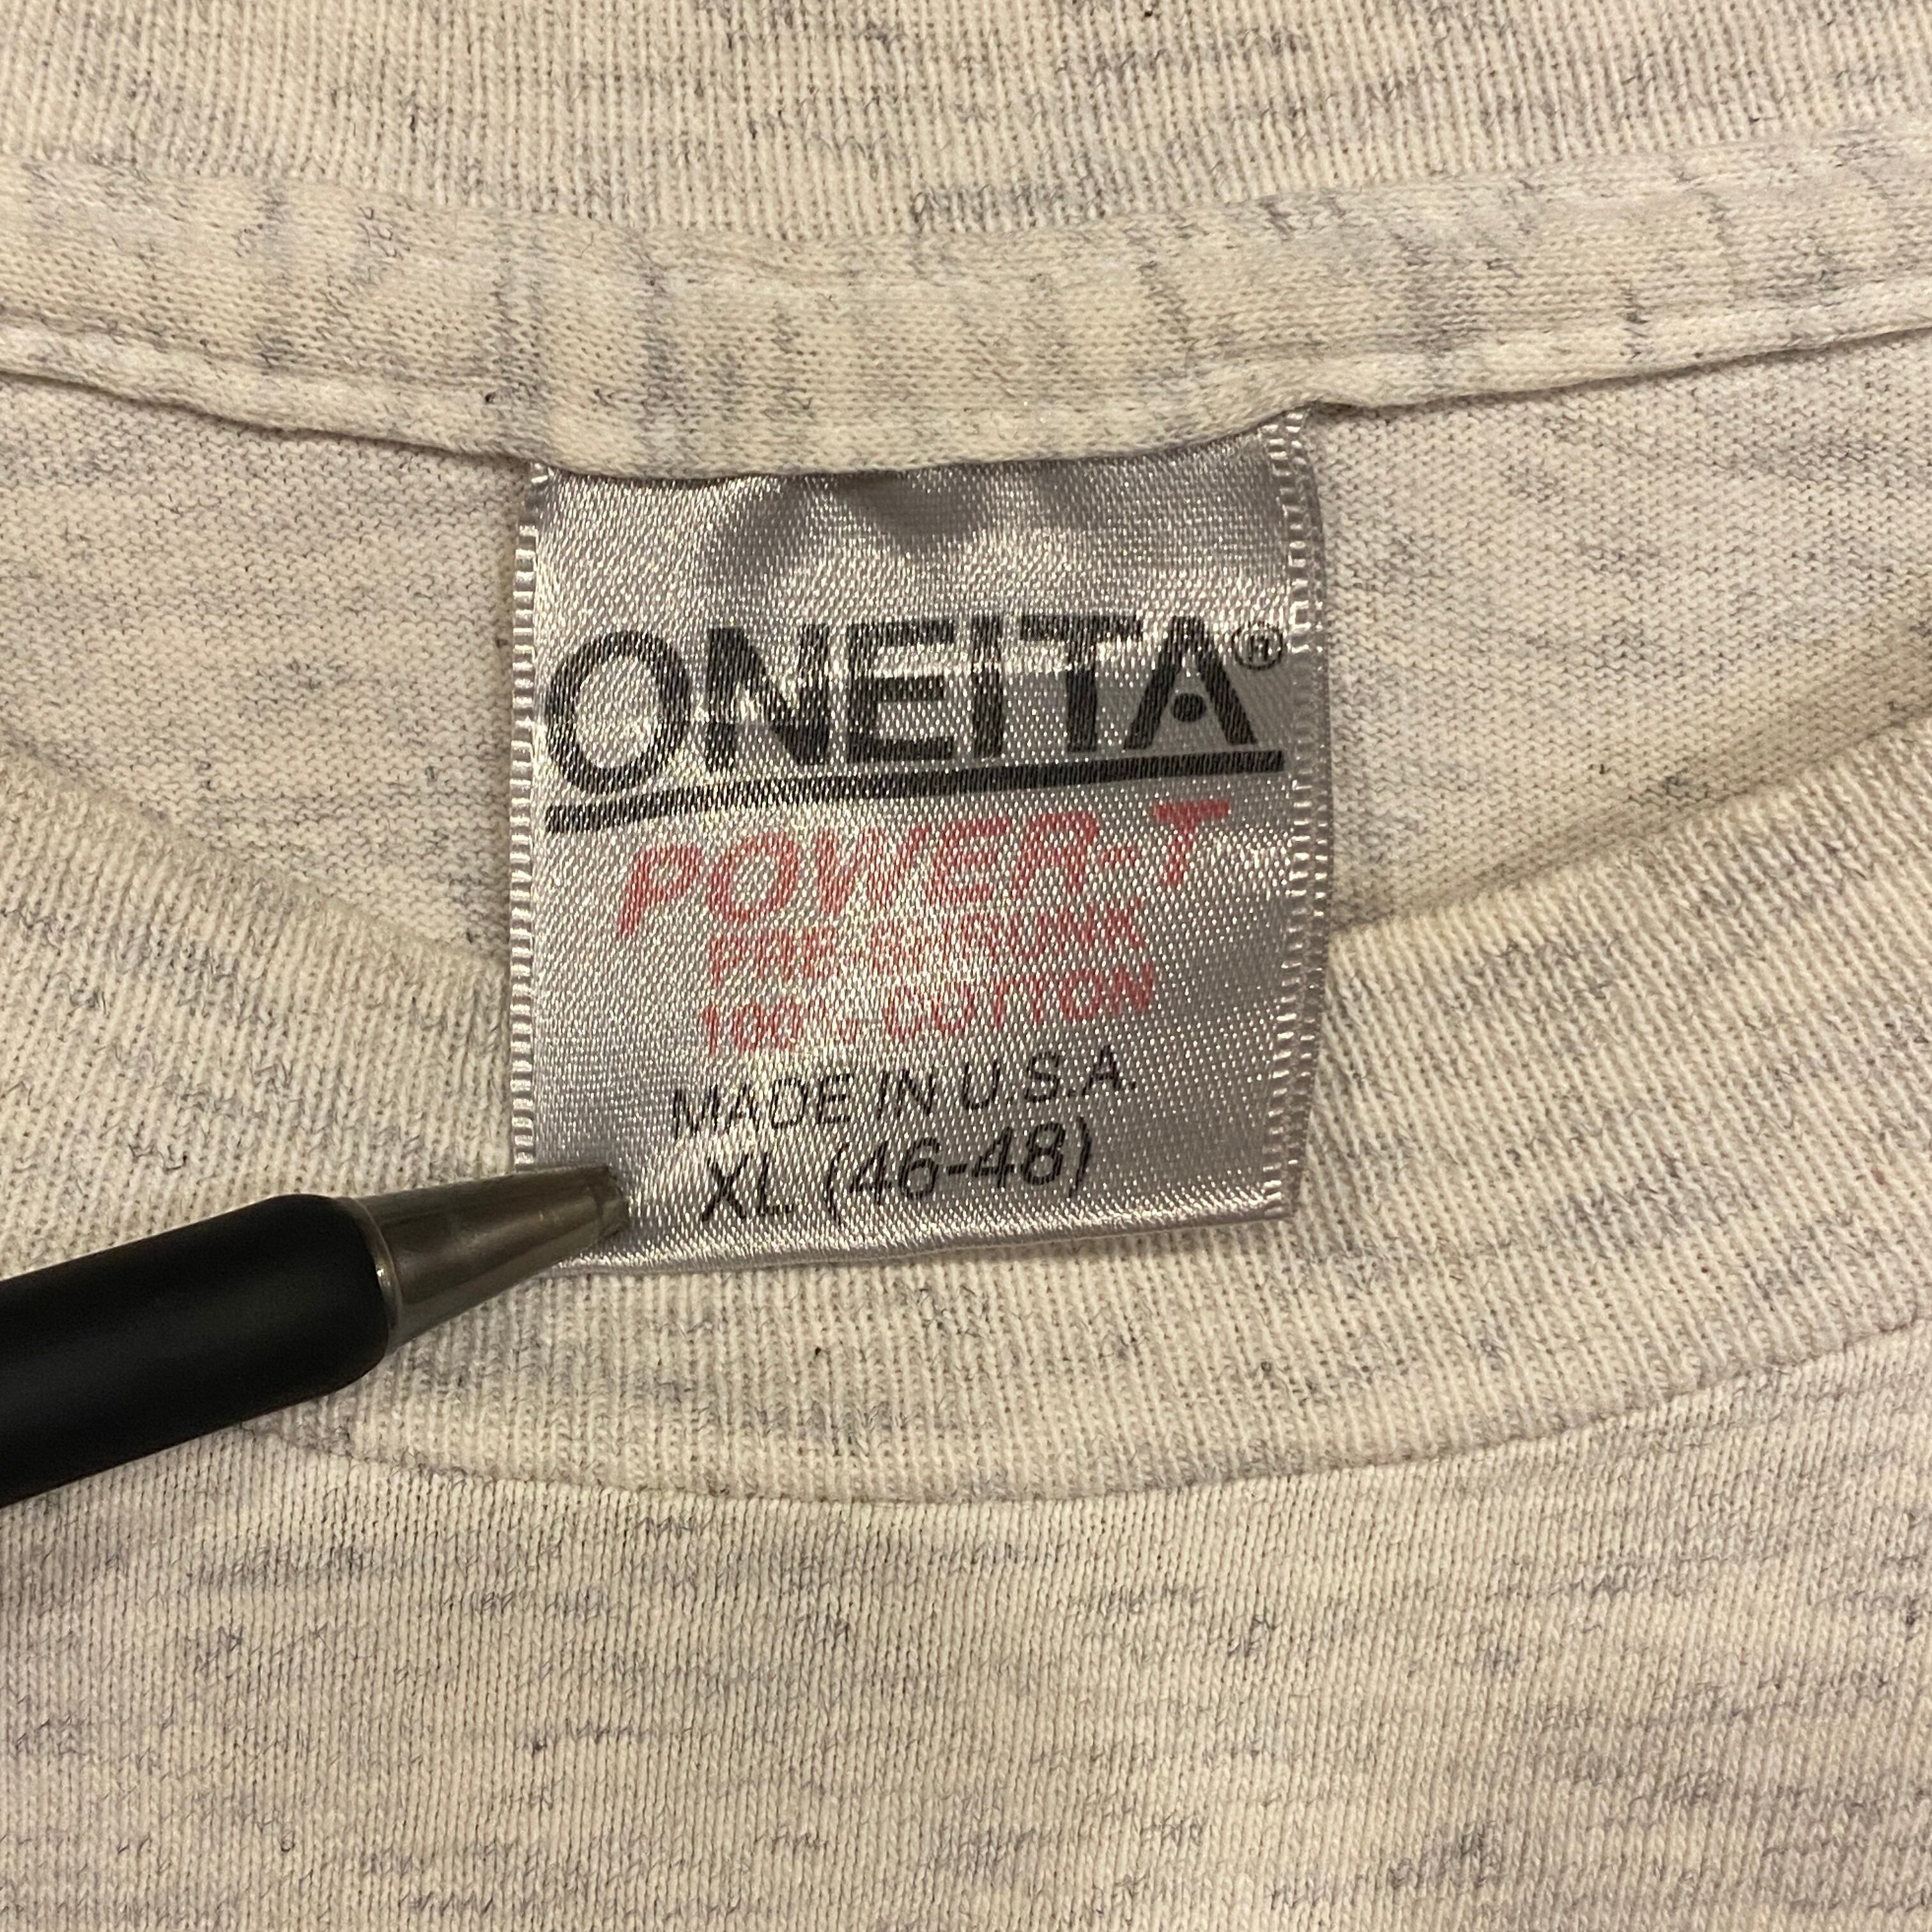 ONEITA®
POWER-T
PRE-SHRUNK
100% COTTON
MADE IN U.S.A.
XL (46-48)